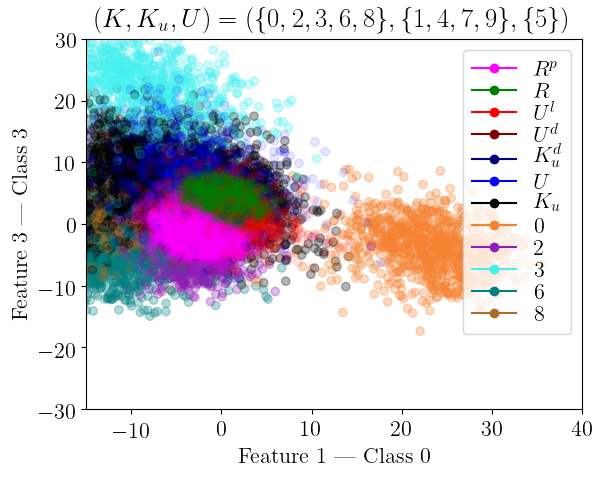 (K, K_u, U) = ({0, 2, 3, 6, 8}, {1, 4, 7, 9}, {5})
30
20
10
0
−10
−20
−30
Feature 3 — Class 3
−10
0
10
20
30
40
Feature 1 — Class 0
R^p
R
U^l
U^d
K_u^d
U
K_u
0
2
3
6
8